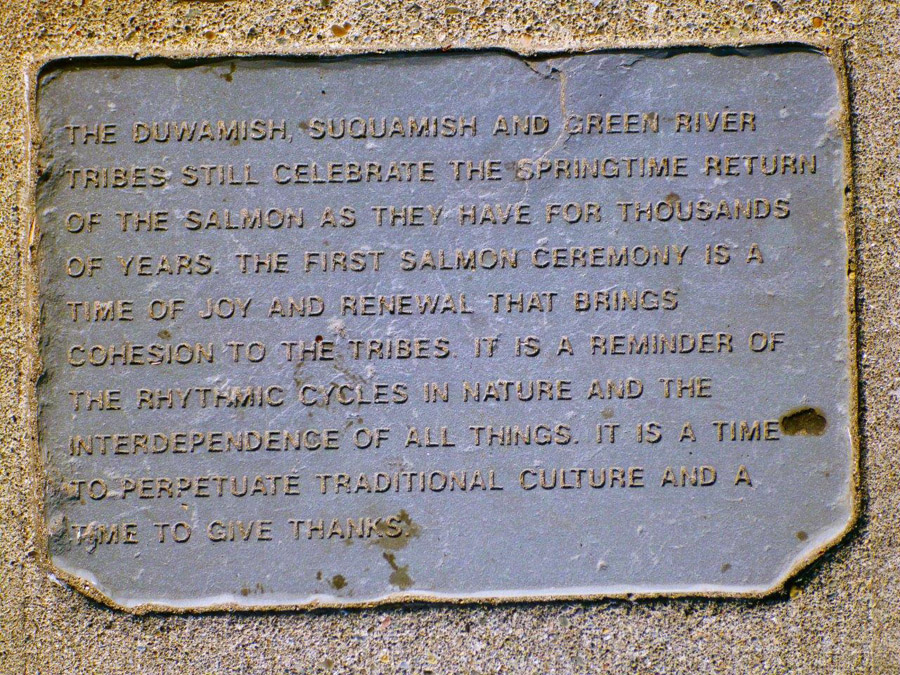 THE DUWAMISH, SUQUAMISH AND GREEN RIVER
TRIBES STILL CELEBRATE THE SPRINGTIME RETURN
OF THE SALMON AS THEY HAVE FOR THOUSANDS
OF YEARS. THE FIRST SALMON CEREMONY IS A
TIME OF JOY AND RENEWAL THAT BRINGS
COHESION TO THE TRIBES. IT IS A REMINDER OF
THE RHYTHMIC CYCLES IN NATURE AND THE
INTERDEPENDENCE OF ALL THINGS. IT IS A TIME
TO PERPETUATE TRADITIONAL CULTURE AND A
TIME TO GIVE THANKS.